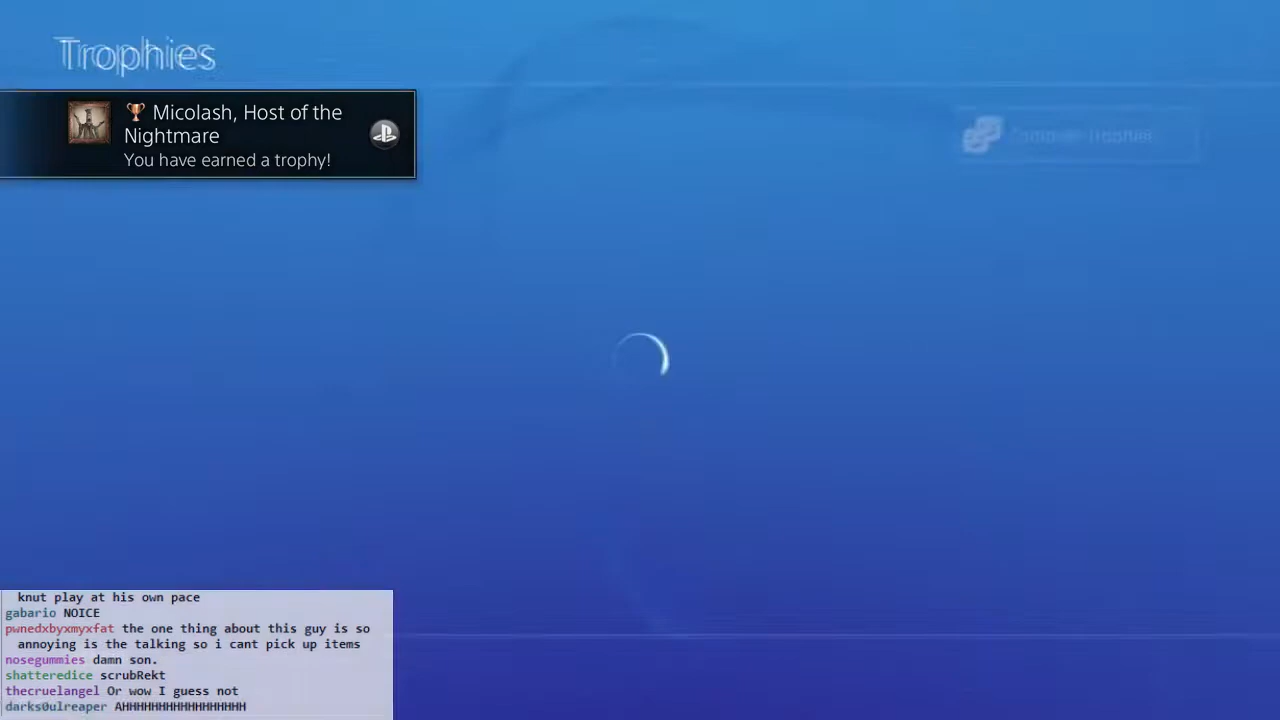 Trophies
Micolash, Host of the
Nightmare
You have earned a trophy!
Compare Trophies
knut play at his own pace
gabario NOICE
pwnedxbyxmyxfat the one thing about this guy is so
annoying is the talking so i cant pick up items
nosegummies damn son.
shatteredice scrubRekt
thecruelangel Or wow I guess not
darks0ulreaper AHHHHHHHHHHHHHHHHH